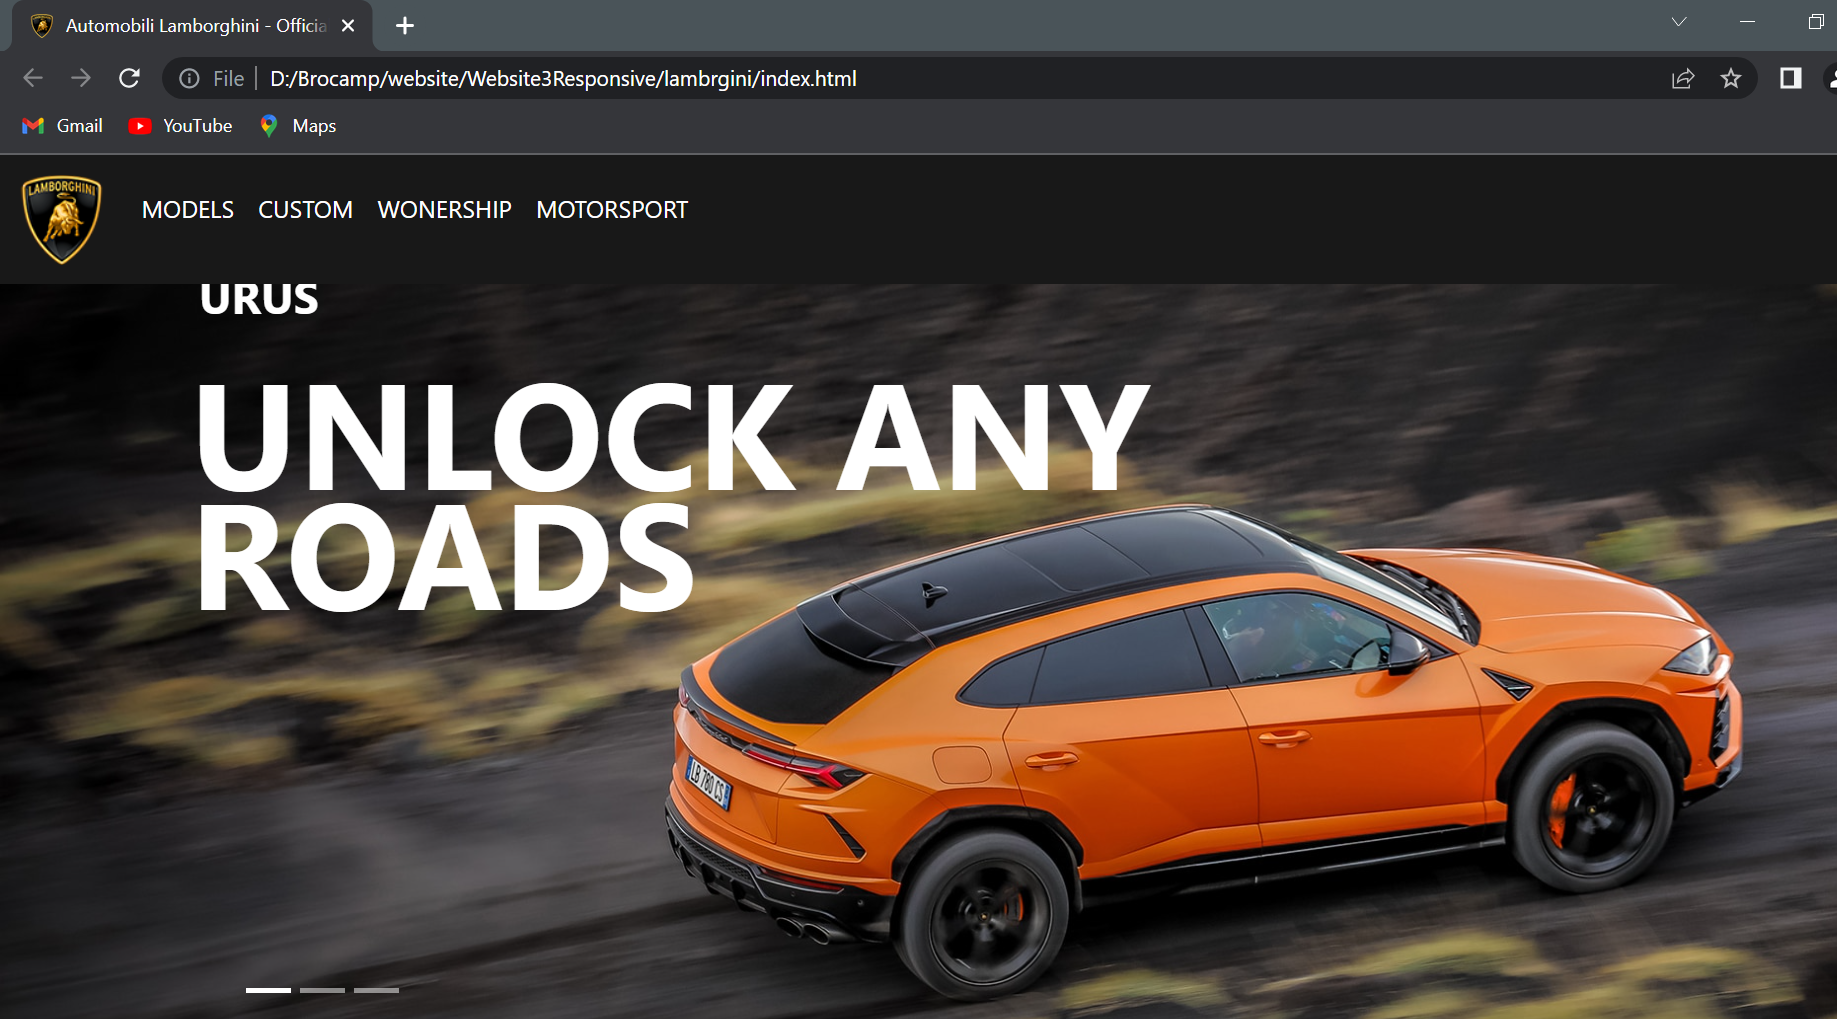 Automobili Lamborghini - Officia
File
D:/Brocamp/website/Website3Responsive/lambrgini/index.html
Gmail YouTube Maps
LAMBORGHINI
MODELS CUSTOM WONERSHIP MOTORSPORT
URUS
UNLOCK ANY
ROADS
LB 780 CS